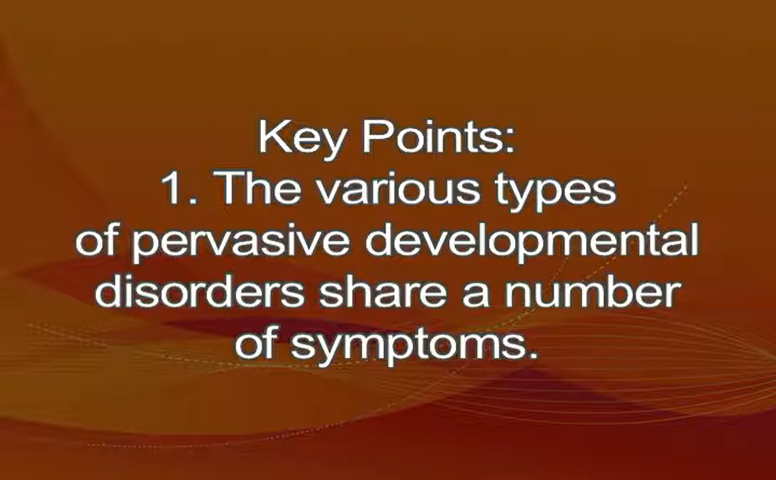 Key Points:
1. The various types
of pervasive developmental
disorders share a number
of symptoms.